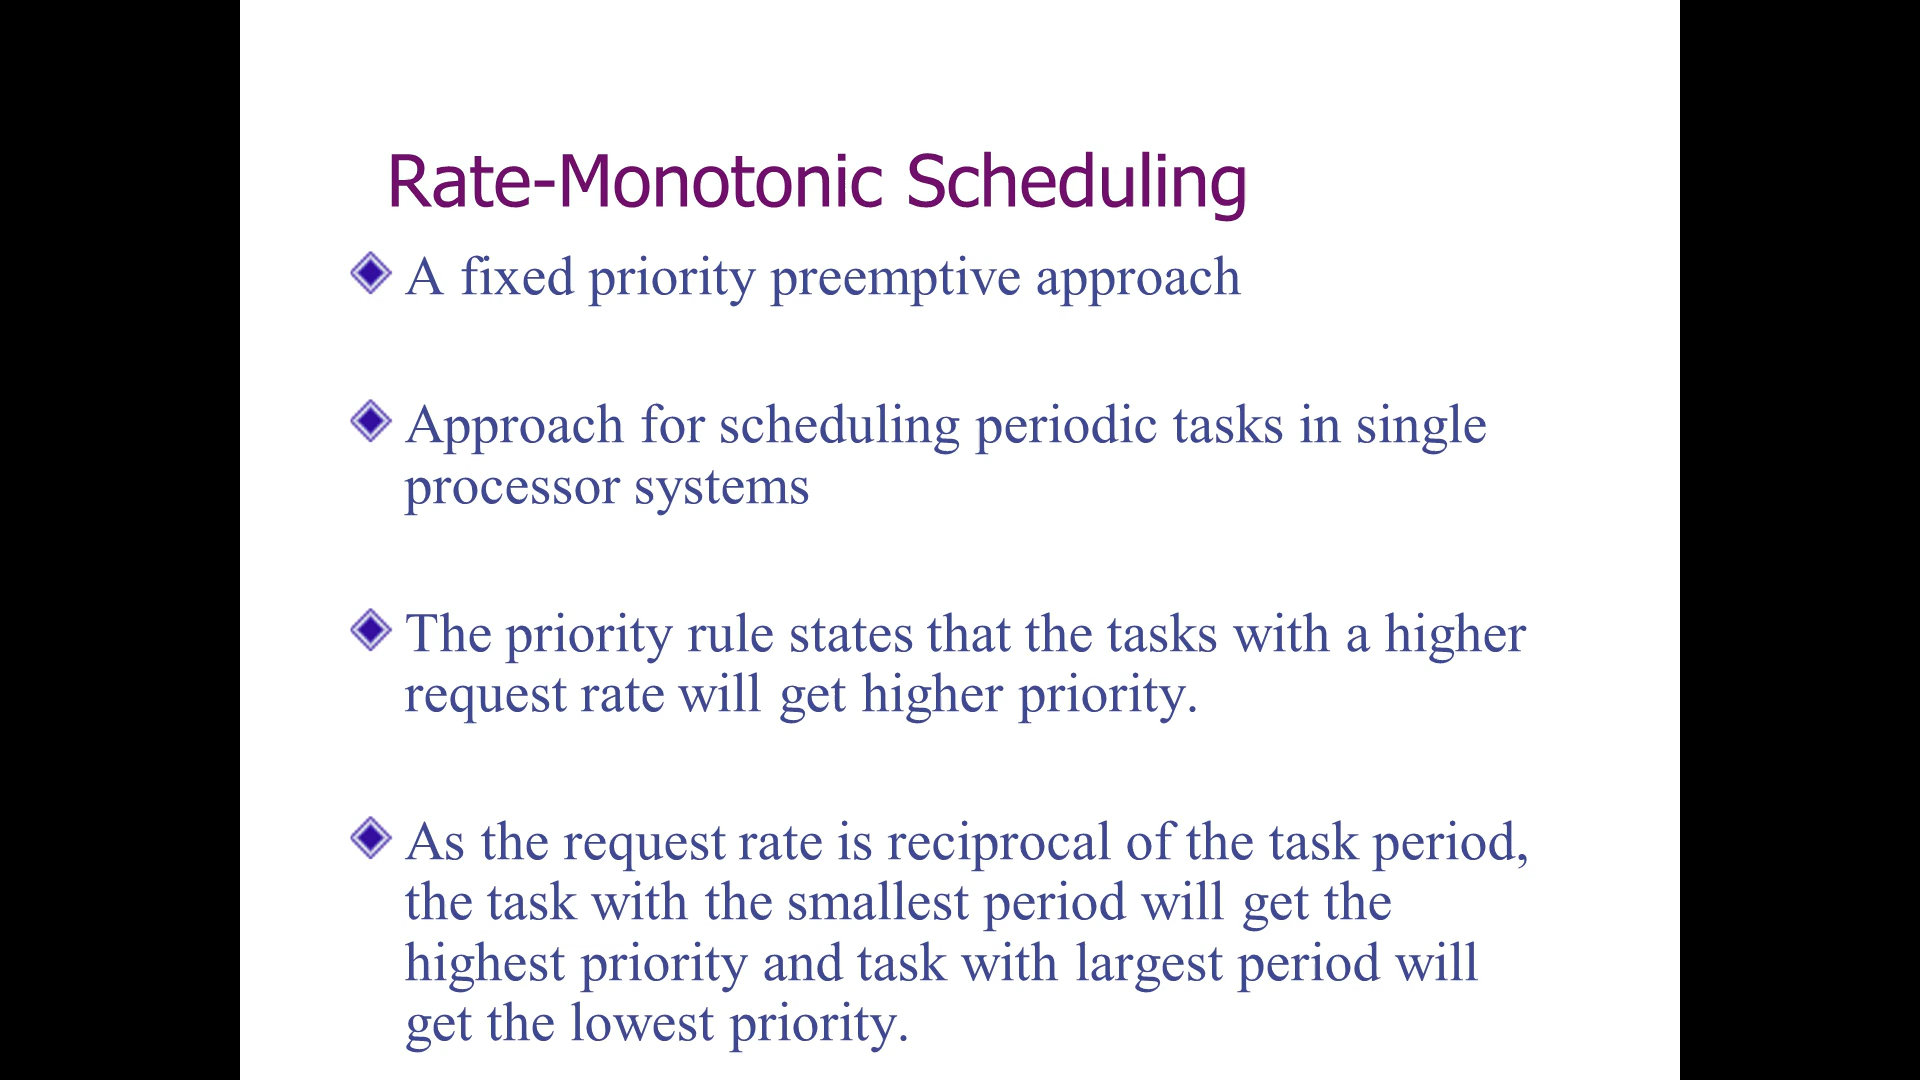 Rate-Monotonic Scheduling
A fixed priority preemptive approach
Approach for scheduling periodic tasks in single
processor systems
The priority rule states that the tasks with a higher
request rate will get higher priority.
As the request rate is reciprocal of the task period,
the task with the smallest period will get the
highest priority and task with largest period will
get the lowest priority.